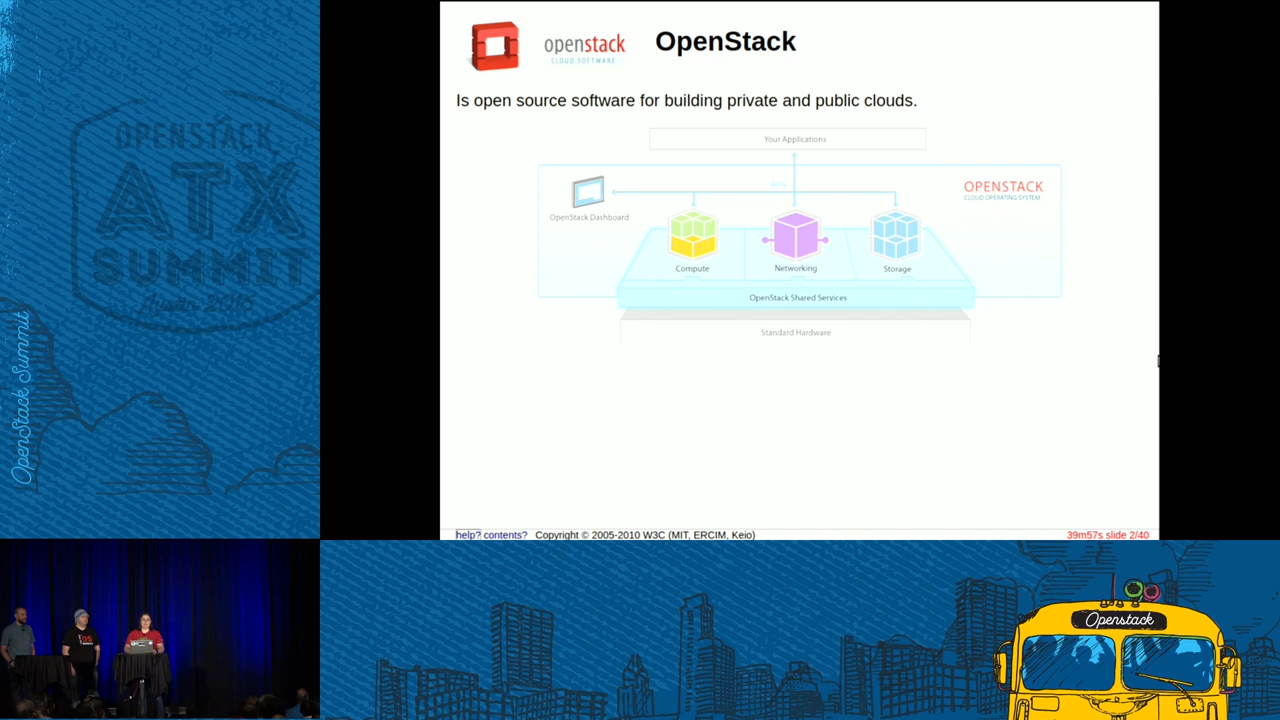 OPENSTACK
ATX
SUMMIT
OpenStack Summit
openstack
CLOUD SOFTWARE
OpenStack
Is open source software for building private and public clouds.
Your Applications
APIs
OPENSTACK
CLOUD OPERATING SYSTEM
OpenStack Dashboard
Compute
Networking
Storage
OpenStack Shared Services
Standard Hardware
help? contents? Copyright © 2005-2010 W3C (MIT, ERCIM, Keio)
39m57s slide 2/40
Openstack